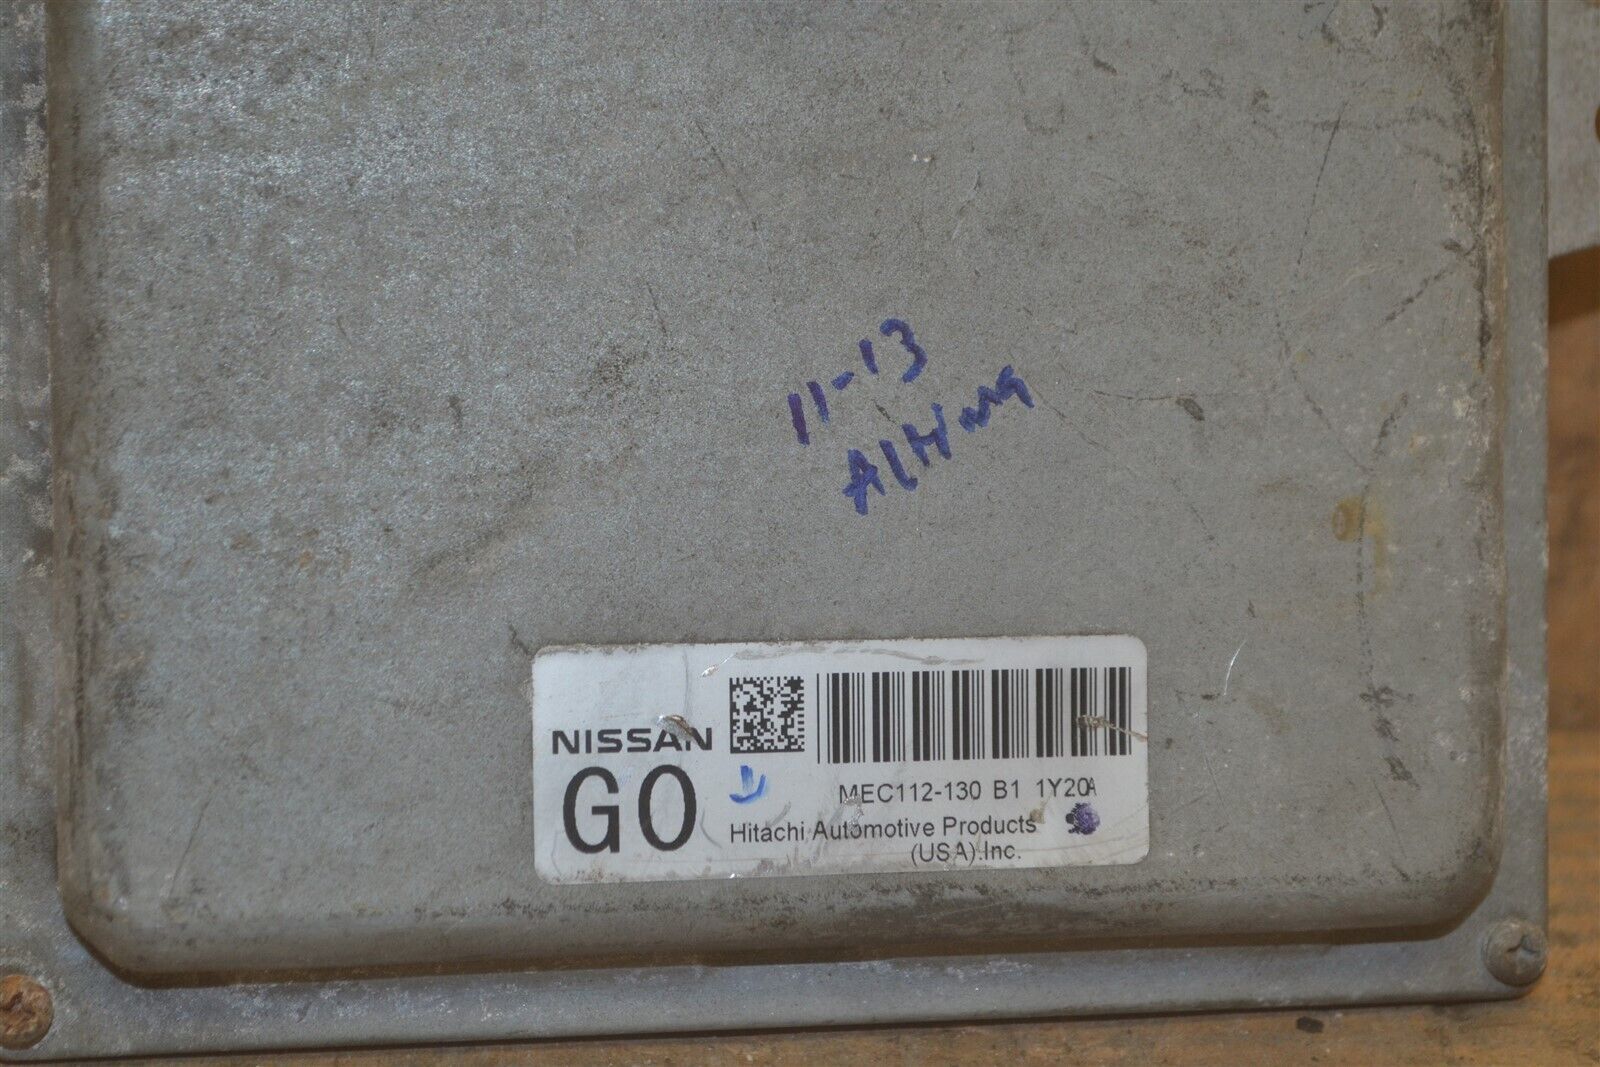 11-13
Altima
NISSAN
GO
MEC112-130 B1 1Y20A
Hitachi Automotive Products
(USA).Inc.